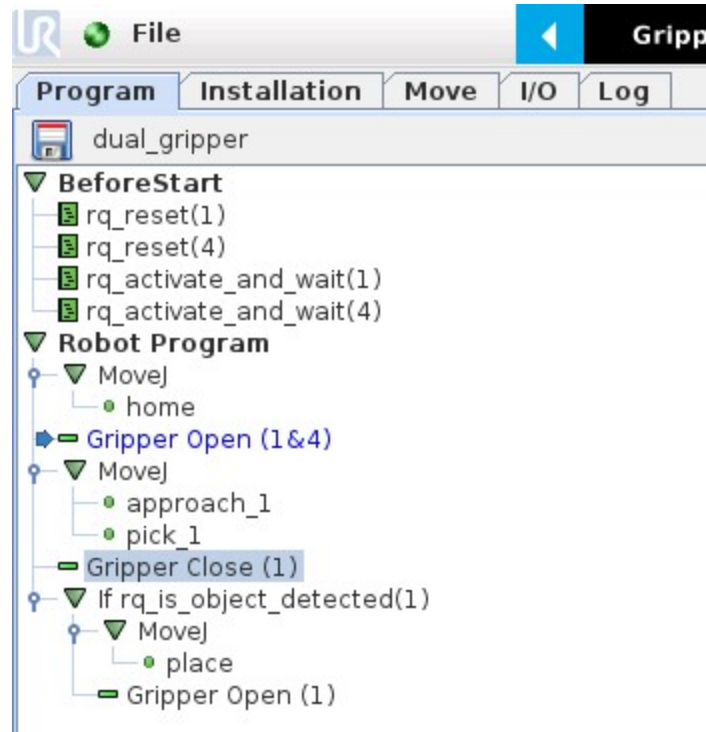 UR File Gripp
Program Installation Move I/O Log
dual_gripper
BeforeStart
rq_reset(1)
rq_reset(4)
rq_activate_and_wait(1)
rq_activate_and_wait(4)
Robot Program
MoveJ
home
Gripper Open (1&4)
MoveJ
approach_1
pick_1
Gripper Close (1)
If rq_is_object_detected(1)
MoveJ
place
Gripper Open (1)